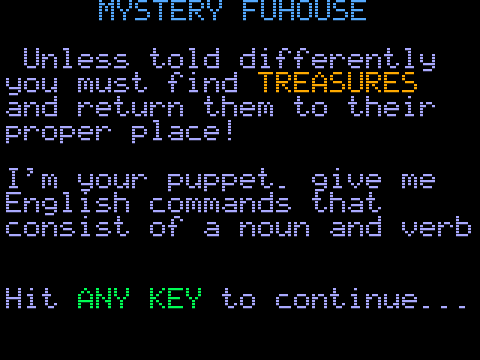 MYSTERY FUHOUSE
Unless told differently
you must find TREASURES
and return them to their
proper place!
I'm your puppet. give me
English commands that
consist of a noun and verb
Hit ANY KEY to continue...